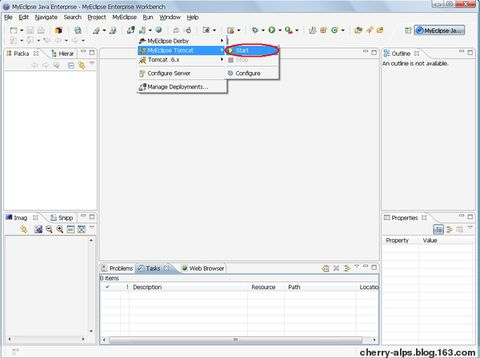 MyEclipse Java Enterprise - MyEclipse Enterprise Workbench
File Edit Navigate Search Project MyEclipse Run Window Help
MyEclipse Ja...
MyEclipse Derby
MyEclipse Tomcat
Tomcat 6.x
Configure Server
Manage Deployments...
Start
Stop
Configure
Packa
Hierar
Outline
An outline is not available.
Imag
Snipp
Properties
Property Value
Problems Tasks Web Browser
0 items
! Description Resource Path Locatio
cherry-alps.blog.163.com